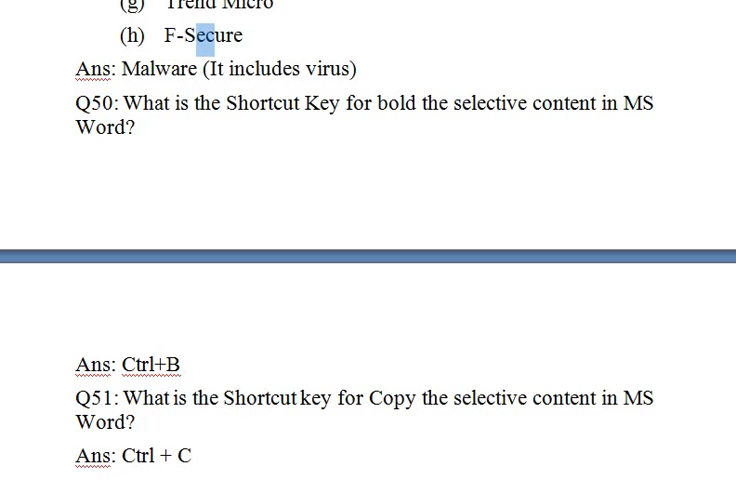 (g) Trend Micro
(h) F-Secure
Ans: Malware (It includes virus)
Q50: What is the Shortcut Key for bold the selective content in MS
Word?
Ans: Ctrl+B
Q51: What is the Shortcut key for Copy the selective content in MS
Word?
Ans: Ctrl + C